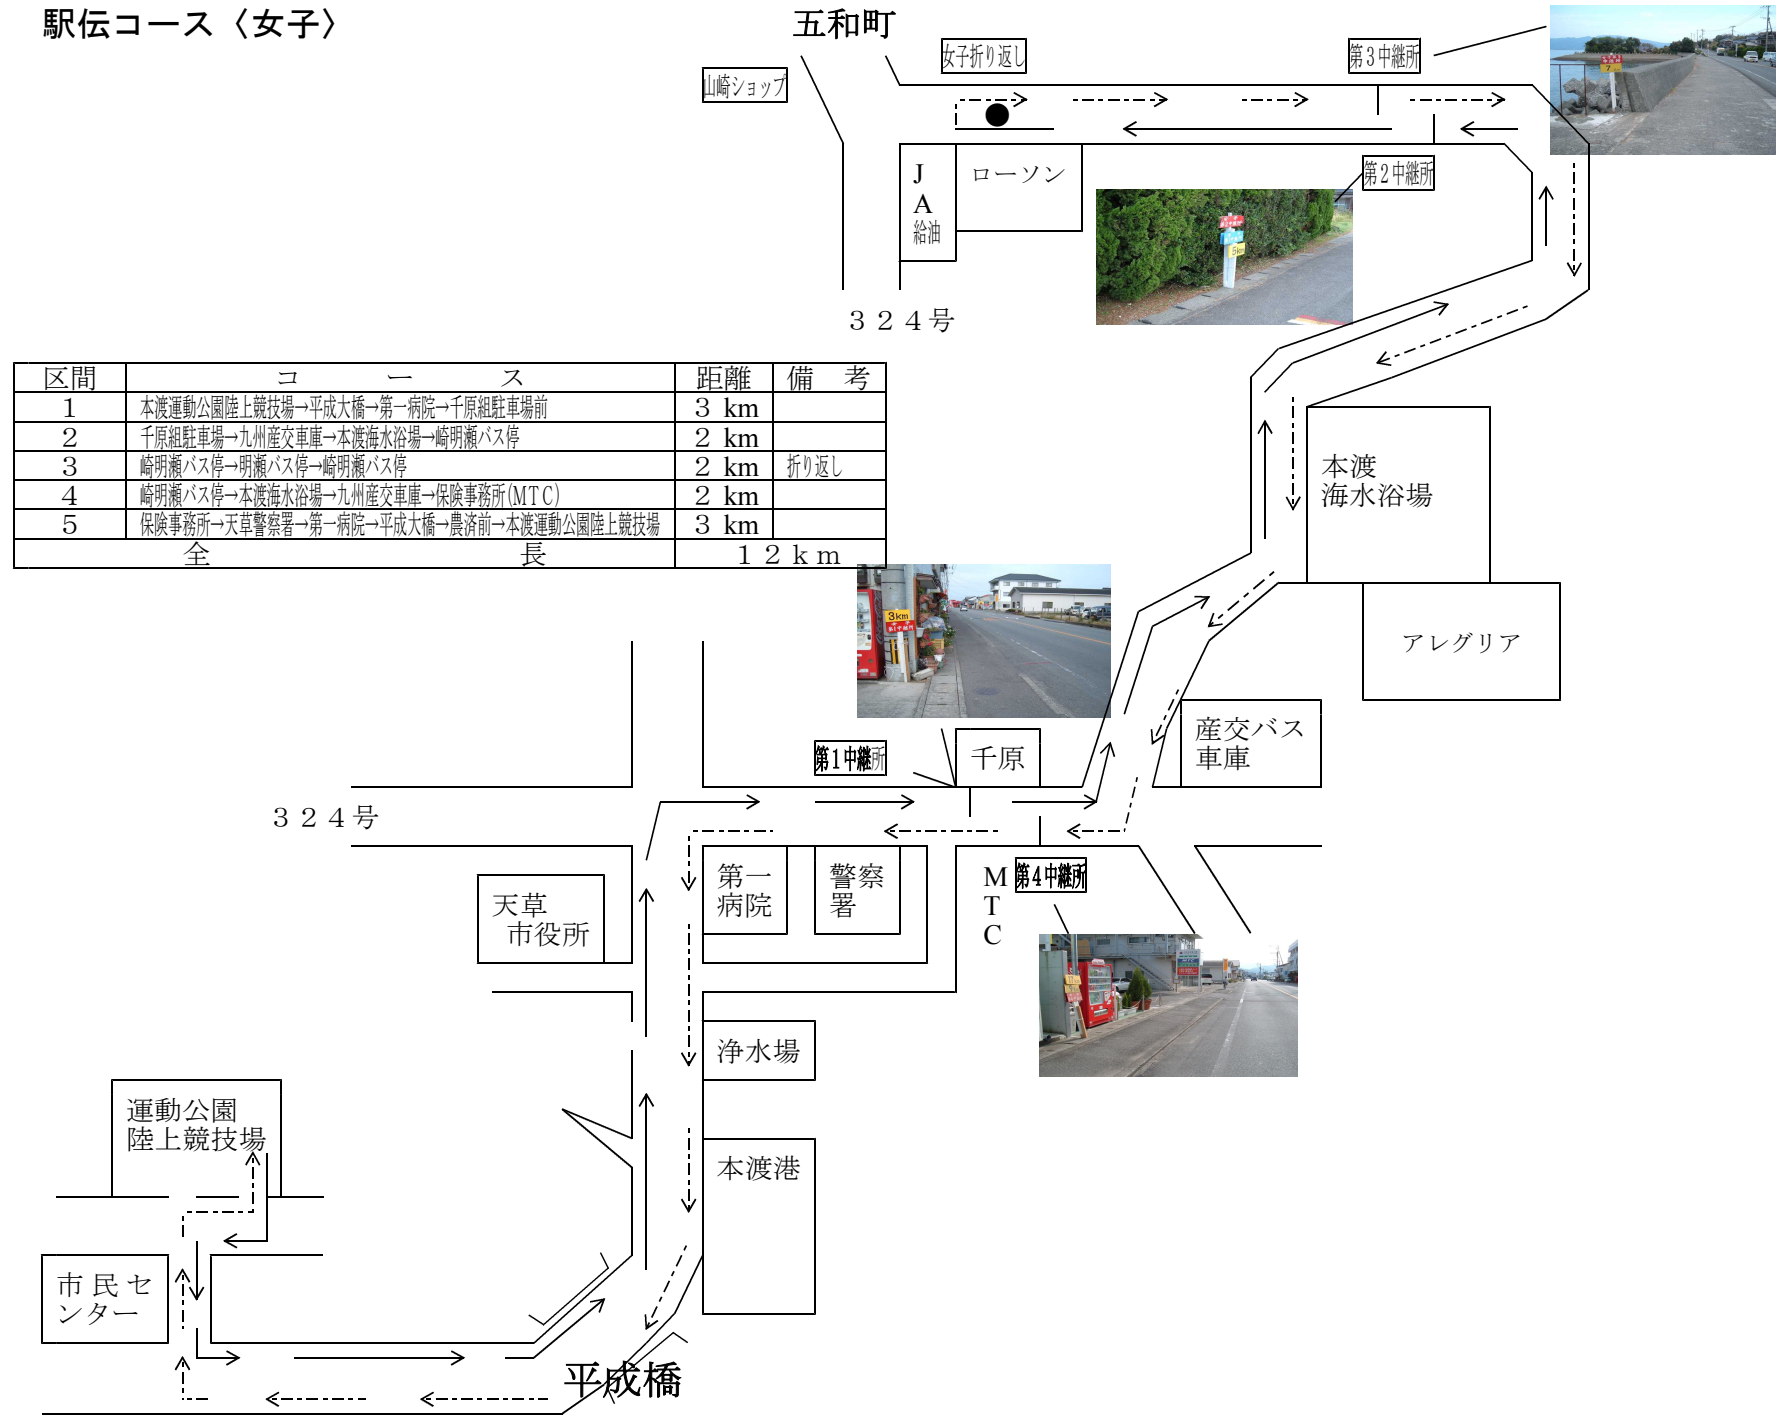 駅伝コース〈女子〉
五和町
山崎ショップ
女子折り返し
第3中継所
J
A
給油
ローソン
第2中継所
5km
7
３２４号
区間 コース 距離 備考
1 本渡運動公園陸上競技場→平成大橋→第一病院→千原組駐車場前 3 km
2 千原組駐車場→九州産交車庫→本渡海水浴場→崎明瀬バス停 2 km
3 崎明瀬バス停→明瀬バス停→崎明瀬バス停 2 km 折り返し
4 崎明瀬バス停→本渡海水浴場→九州産交車庫→保険事務所(MTC) 2 km
5 保険事務所→天草警察署→第一病院→平成大橋→農済前→本渡運動公園陸上競技場 3 km
全長 １２ｋｍ
本渡
海水浴場
アレグリア
3km
第1中継所
産交バス
車庫
第1中継所
千原
３２４号
第一
病院
警察
署
M
T
C
第4中継所
天草
市役所
浄水場
運動公園
陸上競技場
本渡港
市民セ
ンター
平成橋